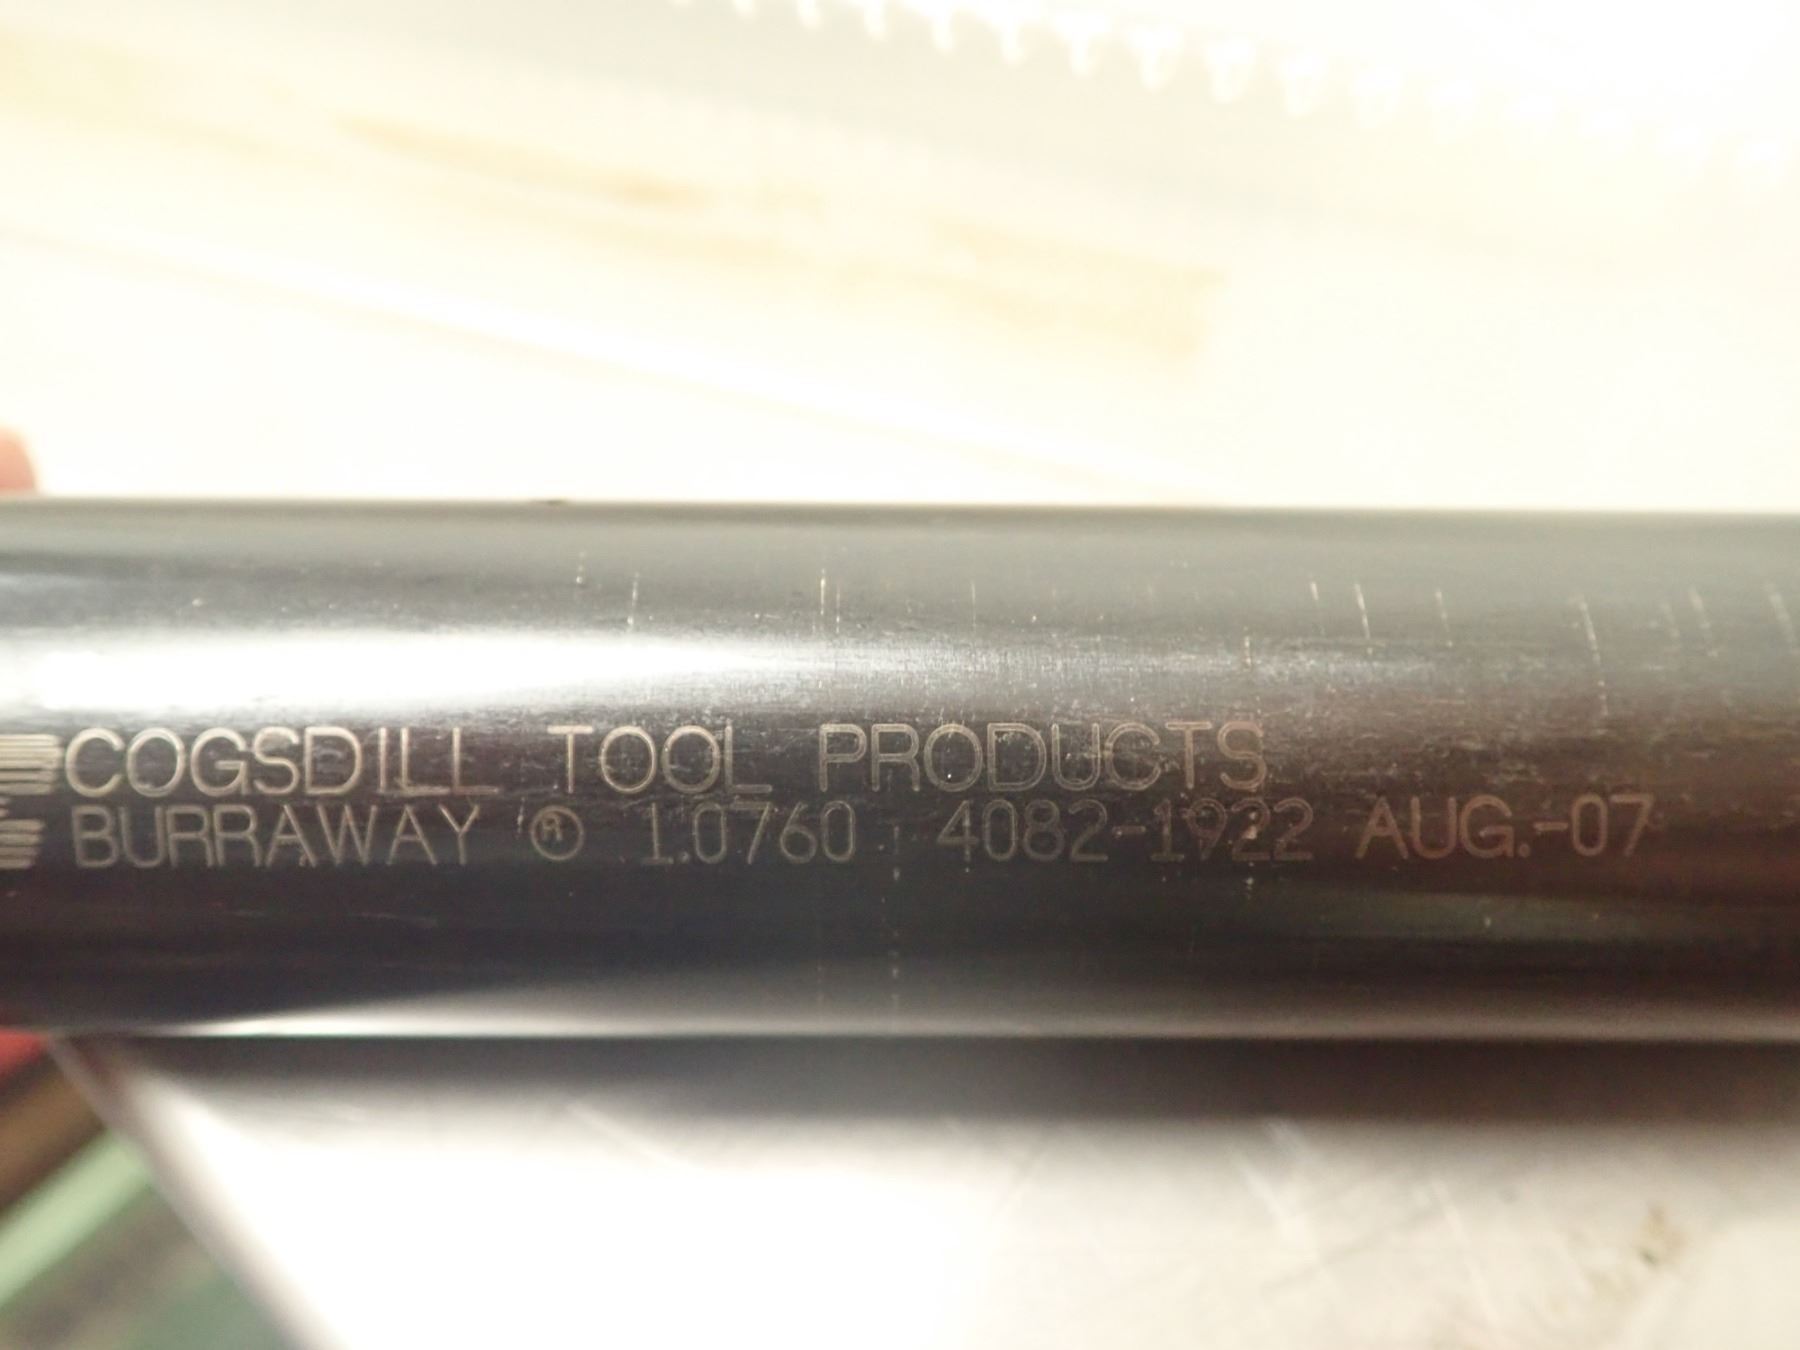 COGSDILL TOOL PRODUCTS
BURRAWAY ® 1.0760 4082-1922 AUG.-07